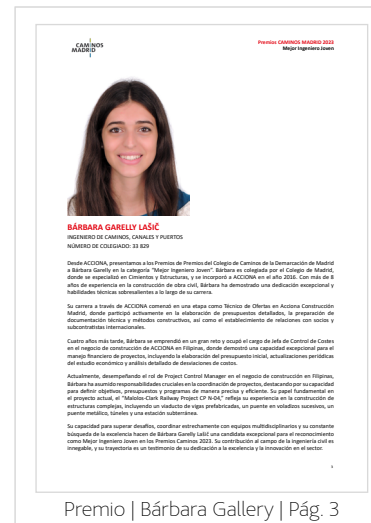 CAMINOS
MADRID
Premios CAMINOS MADRID 2023
Mejor Ingeniero Joven
BÁRBARA GARELLY LAŠIČ
INGENIERO DE CAMINOS, CANALES Y PUERTOS
NÚMERO DE COLEGIADO: 33 829
Desde ACCIONA, presentamos a los Premios de Premios del Colegio de Caminos de la Demarcación de Madrid
a Bárbara Garelly en la categoría "Mejor Ingeniero Joven". Bárbara es colegiada por el Colegio de Madrid,
donde se especializó en Cimientos y Estructuras, y se incorporó a ACCIONA en el año 2016. Con más de 8
años de experiencia en la construcción de obra civil, Bárbara ha demostrado una dedicación excepcional y
habilidades técnicas sobresalientes a lo largo de su carrera.
Su carrera a través de ACCIONA comenzó en una etapa como Técnico de Ofertas en Acciona Construcción
Madrid, donde participó activamente en la elaboración de presupuestos detallados, la preparación de
documentación técnica y métodos constructivos, así como el establecimiento de relaciones con socios y
subcontratistas internacionales.
Cuatro años más tarde, Bárbara se emprendió en un gran reto y ocupó el cargo de Jefa de Control de Costes
en el negocio de construcción de ACCIONA en Filipinas, donde demostró una capacidad excepcional para el
manejo financiero de proyectos, incluyendo la elaboración del presupuesto inicial, actualizaciones periódicas
del estudio económico y análisis detallado de desviaciones de costos.
Actualmente, desempeñando el rol de Project Control Manager en el negocio de construcción en Filipinas,
Bárbara ha asumido responsabilidades cruciales en la coordinación de proyectos, destacando por su capacidad
para definir objetivos, presupuestos y programas de manera precisa y eficiente. Su papel fundamental en
el proyecto actual, el "Malolos-Clark Railway Project CP N-04," refleja su experiencia en la construcción de
estructuras complejas, incluyendo un viaducto de vigas prefabricadas, un puente en voladizos sucesivos, un
puente metálico, túneles y una estación subterránea.
Su capacidad para superar desafíos, coordinar estrechamente con equipos multidisciplinarios y su constante
búsqueda de la excelencia hacen de Bárbara Garelly Lašič una candidata excepcional para el reconocimiento
como Mejor Ingeniero Joven en los Premios Caminos 2023. Su contribución al campo de la ingeniería civil es
innegable, y su trayectoria es un testimonio de su dedicación a la excelencia y la innovación en el sector.
Premio | Bárbara Gallery | Pág. 3